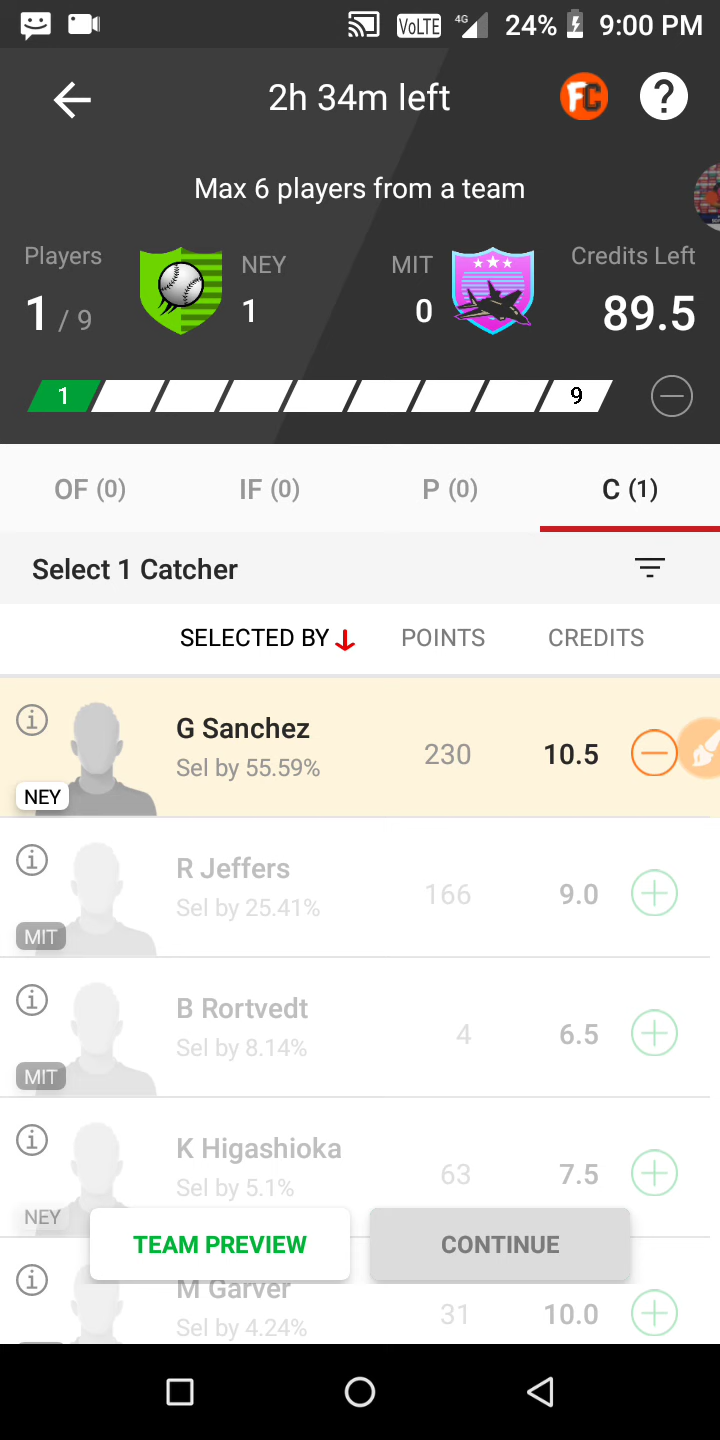 VoLTE 4G 24% 9:00 PM
2h 34m left FC ?
Max 6 players from a team
Players NEY MIT Credits Left
1 / 9 1 0 89.5
1 9
OF (0) IF (0) P (0) C (1)
Select 1 Catcher
SELECTED BY POINTS CREDITS
G Sanchez
Sel by 55.59% 230 10.5
NEY
R Jeffers
Sel by 25.41% 166 9.0
MIT
B Rortvedt
Sel by 8.14% 4 6.5
MIT
K Higashioka
Sel by 5.1% 63 7.5
NEY
TEAM PREVIEW CONTINUE
M Garver
Sel by 4.24% 31 10.0